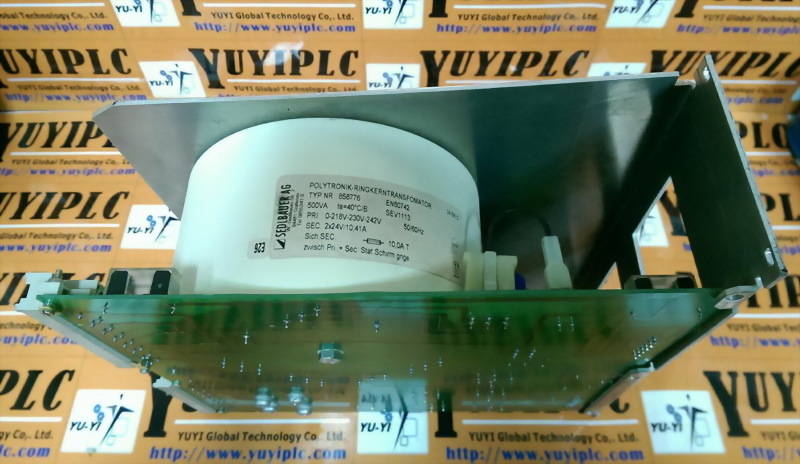 YUYIPLC
YU-YI
YUYI Global Technology Co,. Ltd.
http://www.yuyiplc.com
SEDLBAUER AG
POLYTRONIK-RINGKERNTRANSFOMATOR
TYP NR 858776 EN60742
500VA ta=40°C/B SEV1113
PRI 0-218V-230V-242V 50/60Hz
SEC 2x24V/10,41A
Sich.SEC 10,0A T
zwisch.Pri. + Sec. Stat Schirm gnge
923